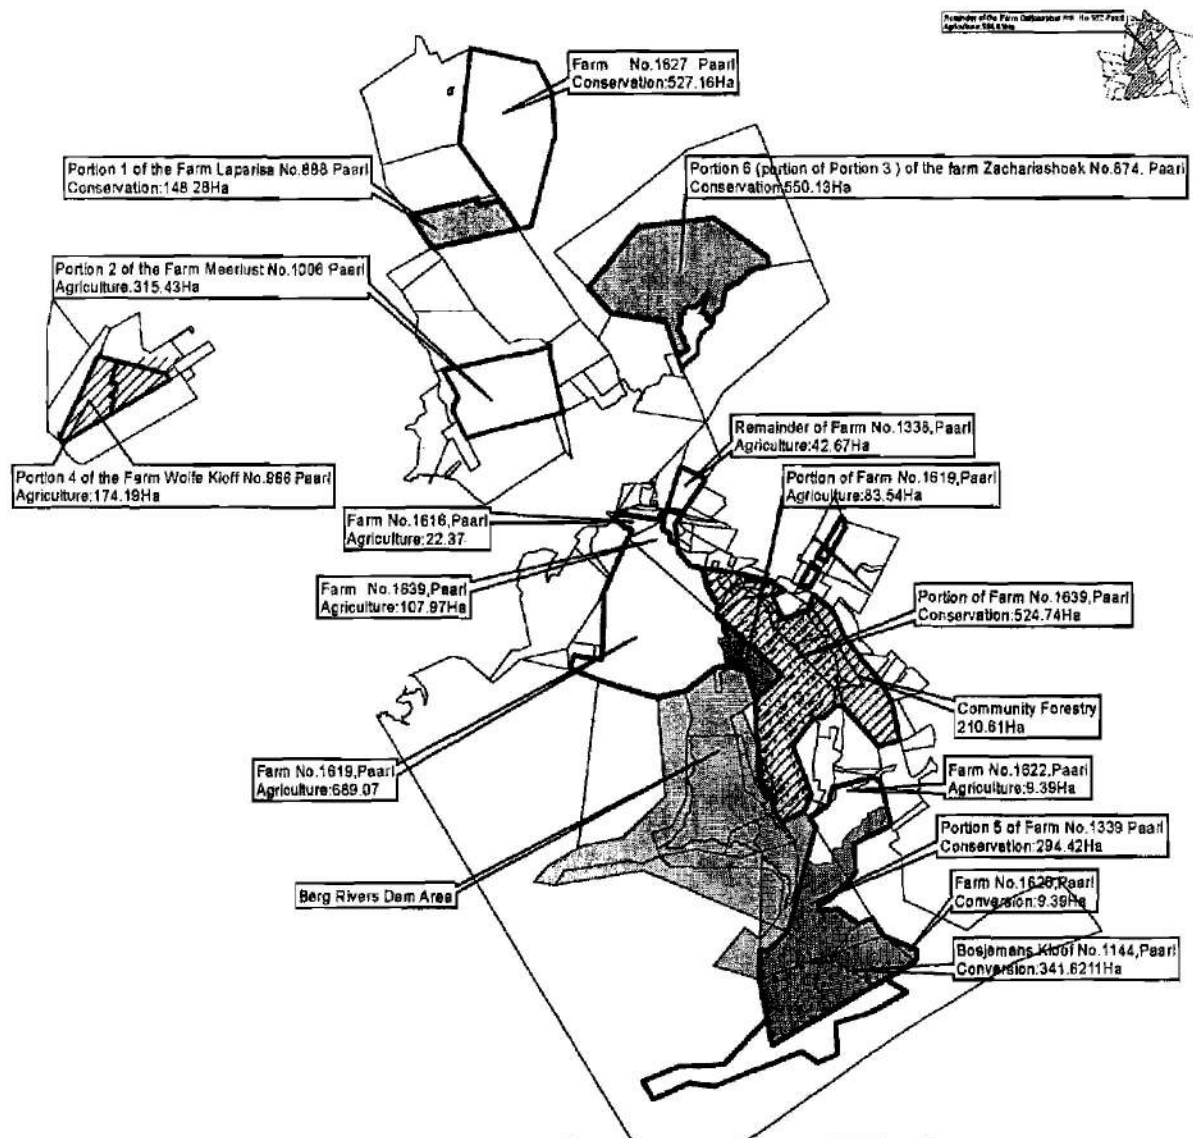 Remainder of the Farm
Farm No.1627 Paarl
Conservation:527.16Ha
Portion 1 of the Farm Laparisa No.888 Paarl
Conservation:148.28Ha
Portion 6 (portion of Portion 3 ) of the farm Zachariashoek No.674. Paarl
Conservation:550.13Ha
Portion 2 of the Farm Meerlust No.1006 Paarl
Agriculture:315.43Ha
Remainder of Farm No.1338,Paarl
Agriculture:42.67Ha
Portion 4 of the Farm Wolfe Kloff No.866 Paarl
Agriculture:174.19Ha
Portion of Farm No.1619,Paarl
Agriculture:83.54Ha
Farm No.1616,Paarl
Agriculture:22.37
Farm No.1639,Paarl
Agriculture:107.97Ha
Portion of Farm No.1639,Paarl
Conservation:524.74Ha
Community Forestry
210.61Ha
Farm No.1619,Paarl
Agriculture:689.07
Farm No.1622,Paarl
Agriculture:9.39Ha
Portion 5 of Farm No.1339 Paarl
Conservation:294.42Ha
Berg Rivers Dam Area
Farm No.1626,Paarl
Conversion:9.39Ha
Bosjemans Kloof No.1144,Paarl
Conversion:341.6211Ha